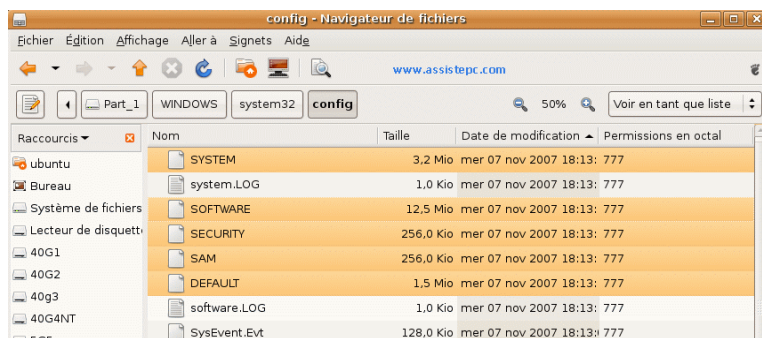 config - Navigateur de fichiers
Fichier Édition Affichage Aller à Signets Aide
www.assistepc.com
Part_1 WINDOWS system32 config 50% Voir en tant que liste
Raccourcis Nom Taille Date de modification Permissions en octal
ubuntu SYSTEM 3,2 Mio mer 07 nov 2007 18:13: 777
Bureau system.LOG 1,0 Kio mer 07 nov 2007 18:13: 777
Système de fichiers SOFTWARE 12,5 Mio mer 07 nov 2007 18:13: 777
Lecteur de disquett SECURITY 256,0 Kio mer 07 nov 2007 18:13: 777
40G1 SAM 256,0 Kio mer 07 nov 2007 18:13: 777
40G2 DEFAULT 1,5 Mio mer 07 nov 2007 18:13: 777
40g3 software.LOG 1,0 Kio mer 07 nov 2007 18:13: 777
40G4NT SysEvent.Evt 128,0 Kio mer 07 nov 2007 18:13: 777